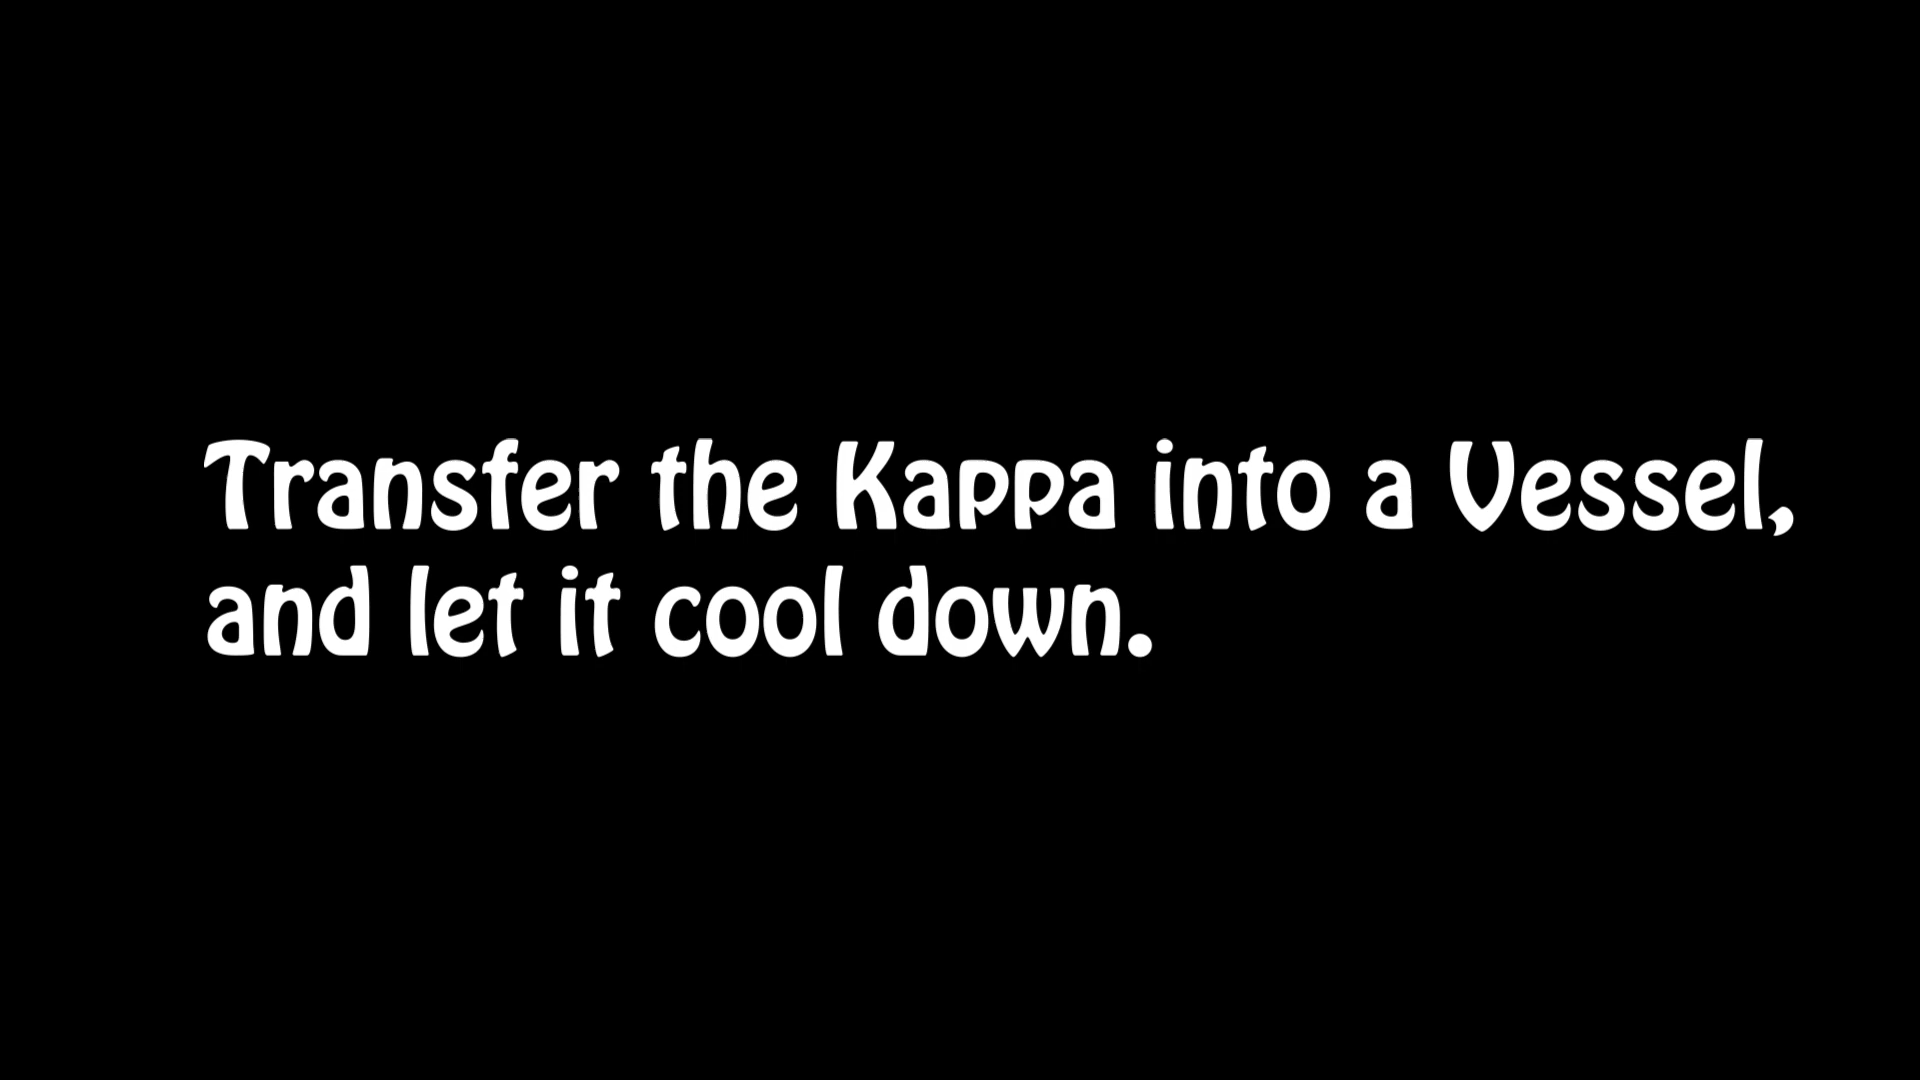 Transfer the Kappa into a Vessel,
and let it cool down.